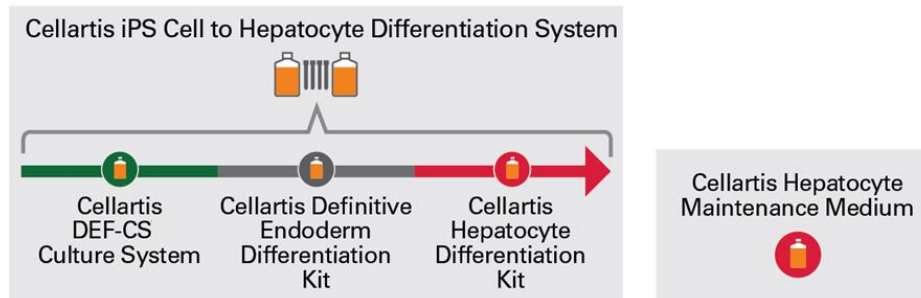 Cellartis iPS Cell to Hepatocyte Differentiation System
Cellartis
DEF-CS
Culture System
Cellartis Definitive
Endoderm
Differentiation
Kit
Cellartis
Hepatocyte
Differentiation
Kit
Cellartis Hepatocyte
Maintenance Medium